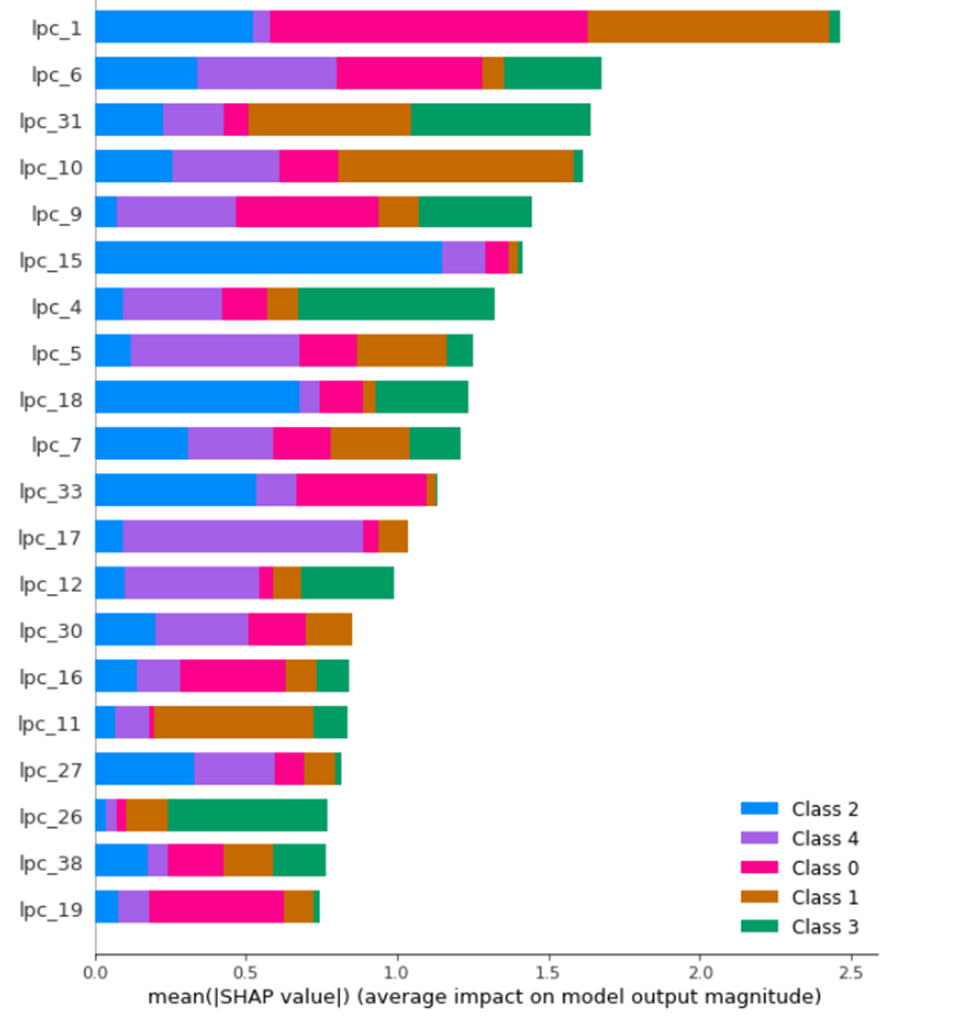 lpc_1
lpc_6
lpc_31
lpc_10
lpc_9
lpc_15
lpc_4
lpc_5
lpc_18
lpc_7
lpc_33
lpc_17
lpc_12
lpc_30
lpc_16
lpc_11
lpc_27
lpc_26
lpc_38
lpc_19
Class 2
Class 4
Class 0
Class 1
Class 3
0.0 0.5 1.0 1.5 2.0 2.5
mean(|SHAP value|) (average impact on model output magnitude)